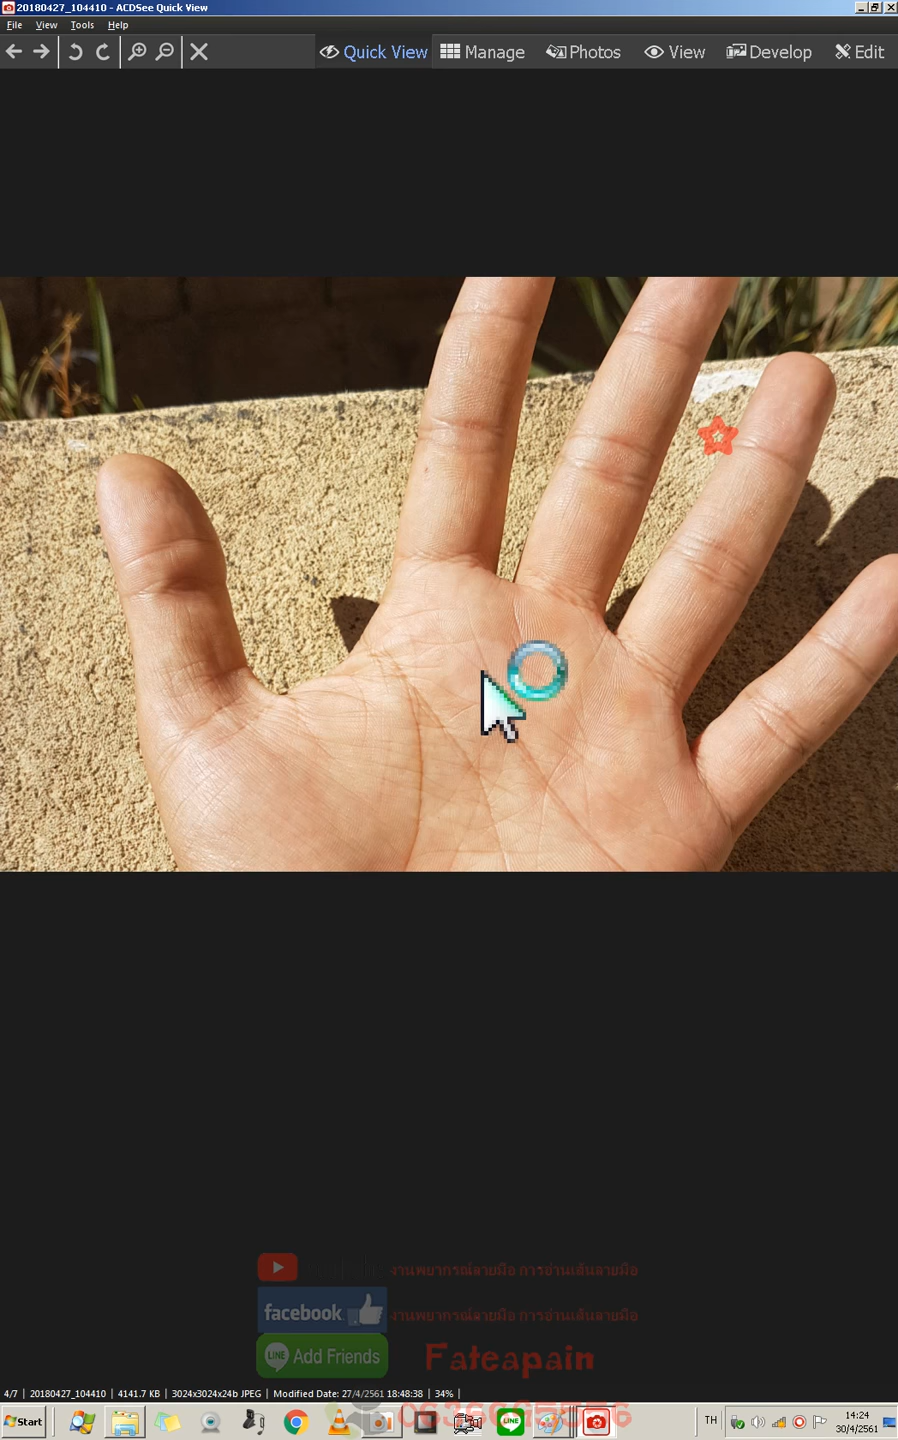 20180427_104410 - ACDSee Quick View
File View Tools Help
Quick View Manage Photos View Develop Edit
งานพยากรณ์ลายมือ การอ่านเส้นลายมือ
facebook งานพยากรณ์ลายมือ การอ่านเส้นลายมือ
LINE Add Friends Fateapain
4/7 | 20180427_104410 | 4141.7 KB | 3024x3024x24b JPEG | Modified Date: 27/4/2561 18:48:38 | 34% |
Start LINE TH 14:24
30/4/2561